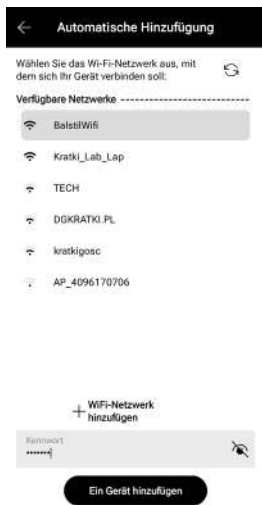 Automatische Hinzufügung
Wählen Sie das Wi-Fi-Netzwerk aus, mit
dem sich Ihr Gerät verbinden soll:
Verfügbare Netzwerke
BalstilWifi
Kratki_Lab_Lap
TECH
DGKRATKI.PL
kratkigosc
AP_4096170706
WiFi-Netzwerk
hinzufügen
Kennwort
•••••••
Ein Gerät hinzufügen